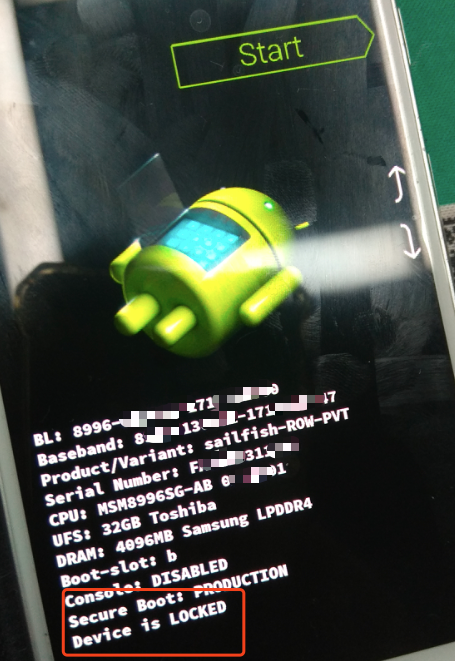 Start
BL: 8996-
Baseband:
Product/Variant: sailfish-ROW-PVT
Serial Number:
CPU: MSM8996SG-AB
UFS: 32GB Toshiba
DRAM: 4096MB Samsung LPDDR4
Boot-slot: b
Console: DISABLED
Secure Boot: PRODUCTION
Device is LOCKED